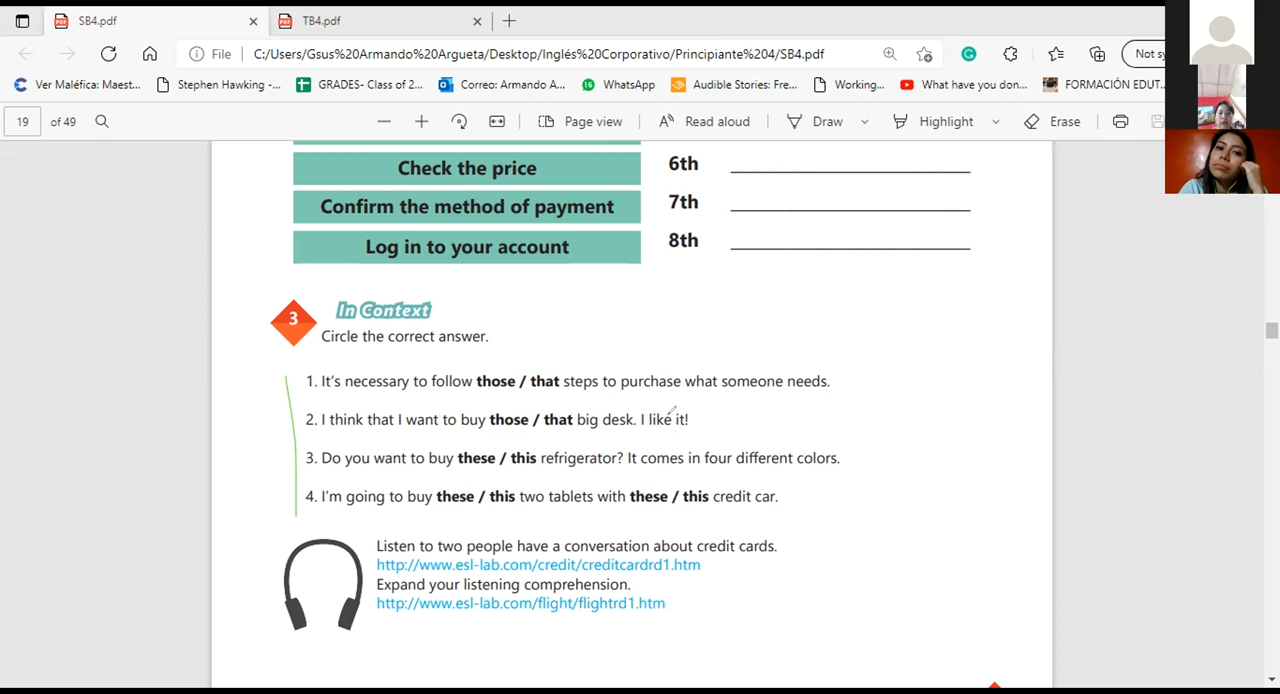 SB4.pdf
TB4.pdf
File C:/Users/Gsus%20Armando%20Argueta/Desktop/Inglés%20Corporativo/Principiante%204/SB4.pdf
Not sy
Ver Maléfica: Maest...
Stephen Hawking -...
GRADES- Class of 2...
Correo: Armando A...
16 WhatsApp
Audible Stories: Fre...
Working...
What have you don...
FORMACIÓN EDUT...
19 of 49
Page view
Read aloud
Draw
Highlight
Erase
Check the price
6th ____________________
Confirm the method of payment
7th ____________________
Log in to your account
8th ____________________
3 In Context
Circle the correct answer.
1. It's necessary to follow those / that steps to purchase what someone needs.
2. I think that I want to buy those / that big desk. I like it!
3. Do you want to buy these / this refrigerator? It comes in four different colors.
4. I'm going to buy these / this two tablets with these / this credit car.
Listen to two people have a conversation about credit cards.
http://www.esl-lab.com/credit/creditcardrd1.htm
Expand your listening comprehension.
http://www.esl-lab.com/flight/flightrd1.htm